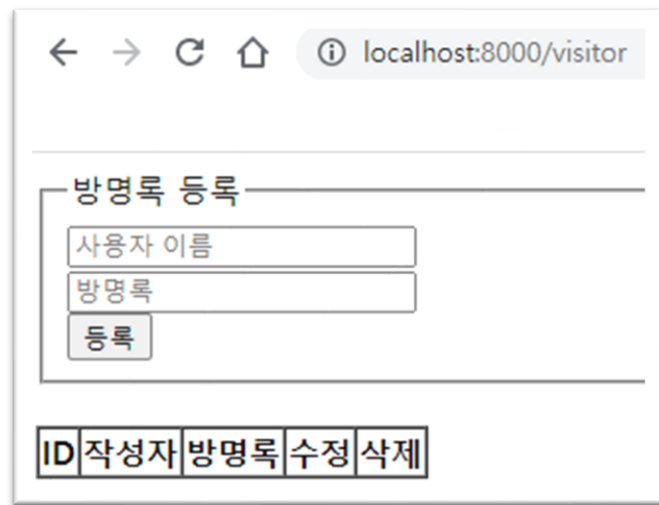 localhost:8000/visitor
방명록 등록
사용자 이름
방명록
등록
ID 작성자 방명록 수정 삭제